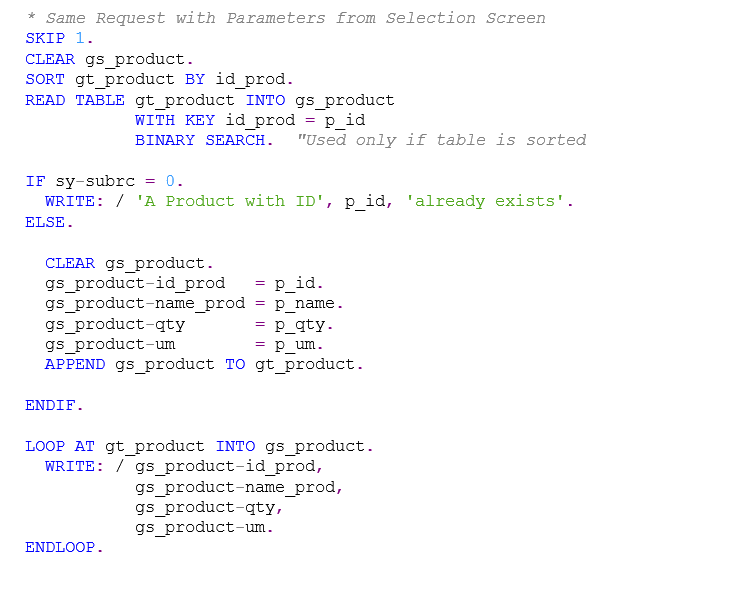 * Same Request with Parameters from Selection Screen
SKIP 1.
CLEAR gs_product.
SORT gt_product BY id_prod.
READ TABLE gt_product INTO gs_product
           WITH KEY id_prod = p_id
           BINARY SEARCH.  "Used only if table is sorted

IF sy-subrc = 0.
  WRITE: / 'A Product with ID', p_id, 'already exists'.
ELSE.

  CLEAR gs_product.
  gs_product-id_prod   = p_id.
  gs_product-name_prod = p_name.
  gs_product-qty       = p_qty.
  gs_product-um        = p_um.
  APPEND gs_product TO gt_product.

ENDIF.

LOOP AT gt_product INTO gs_product.
  WRITE: / gs_product-id_prod,
           gs_product-name_prod,
           gs_product-qty,
           gs_product-um.
ENDLOOP.